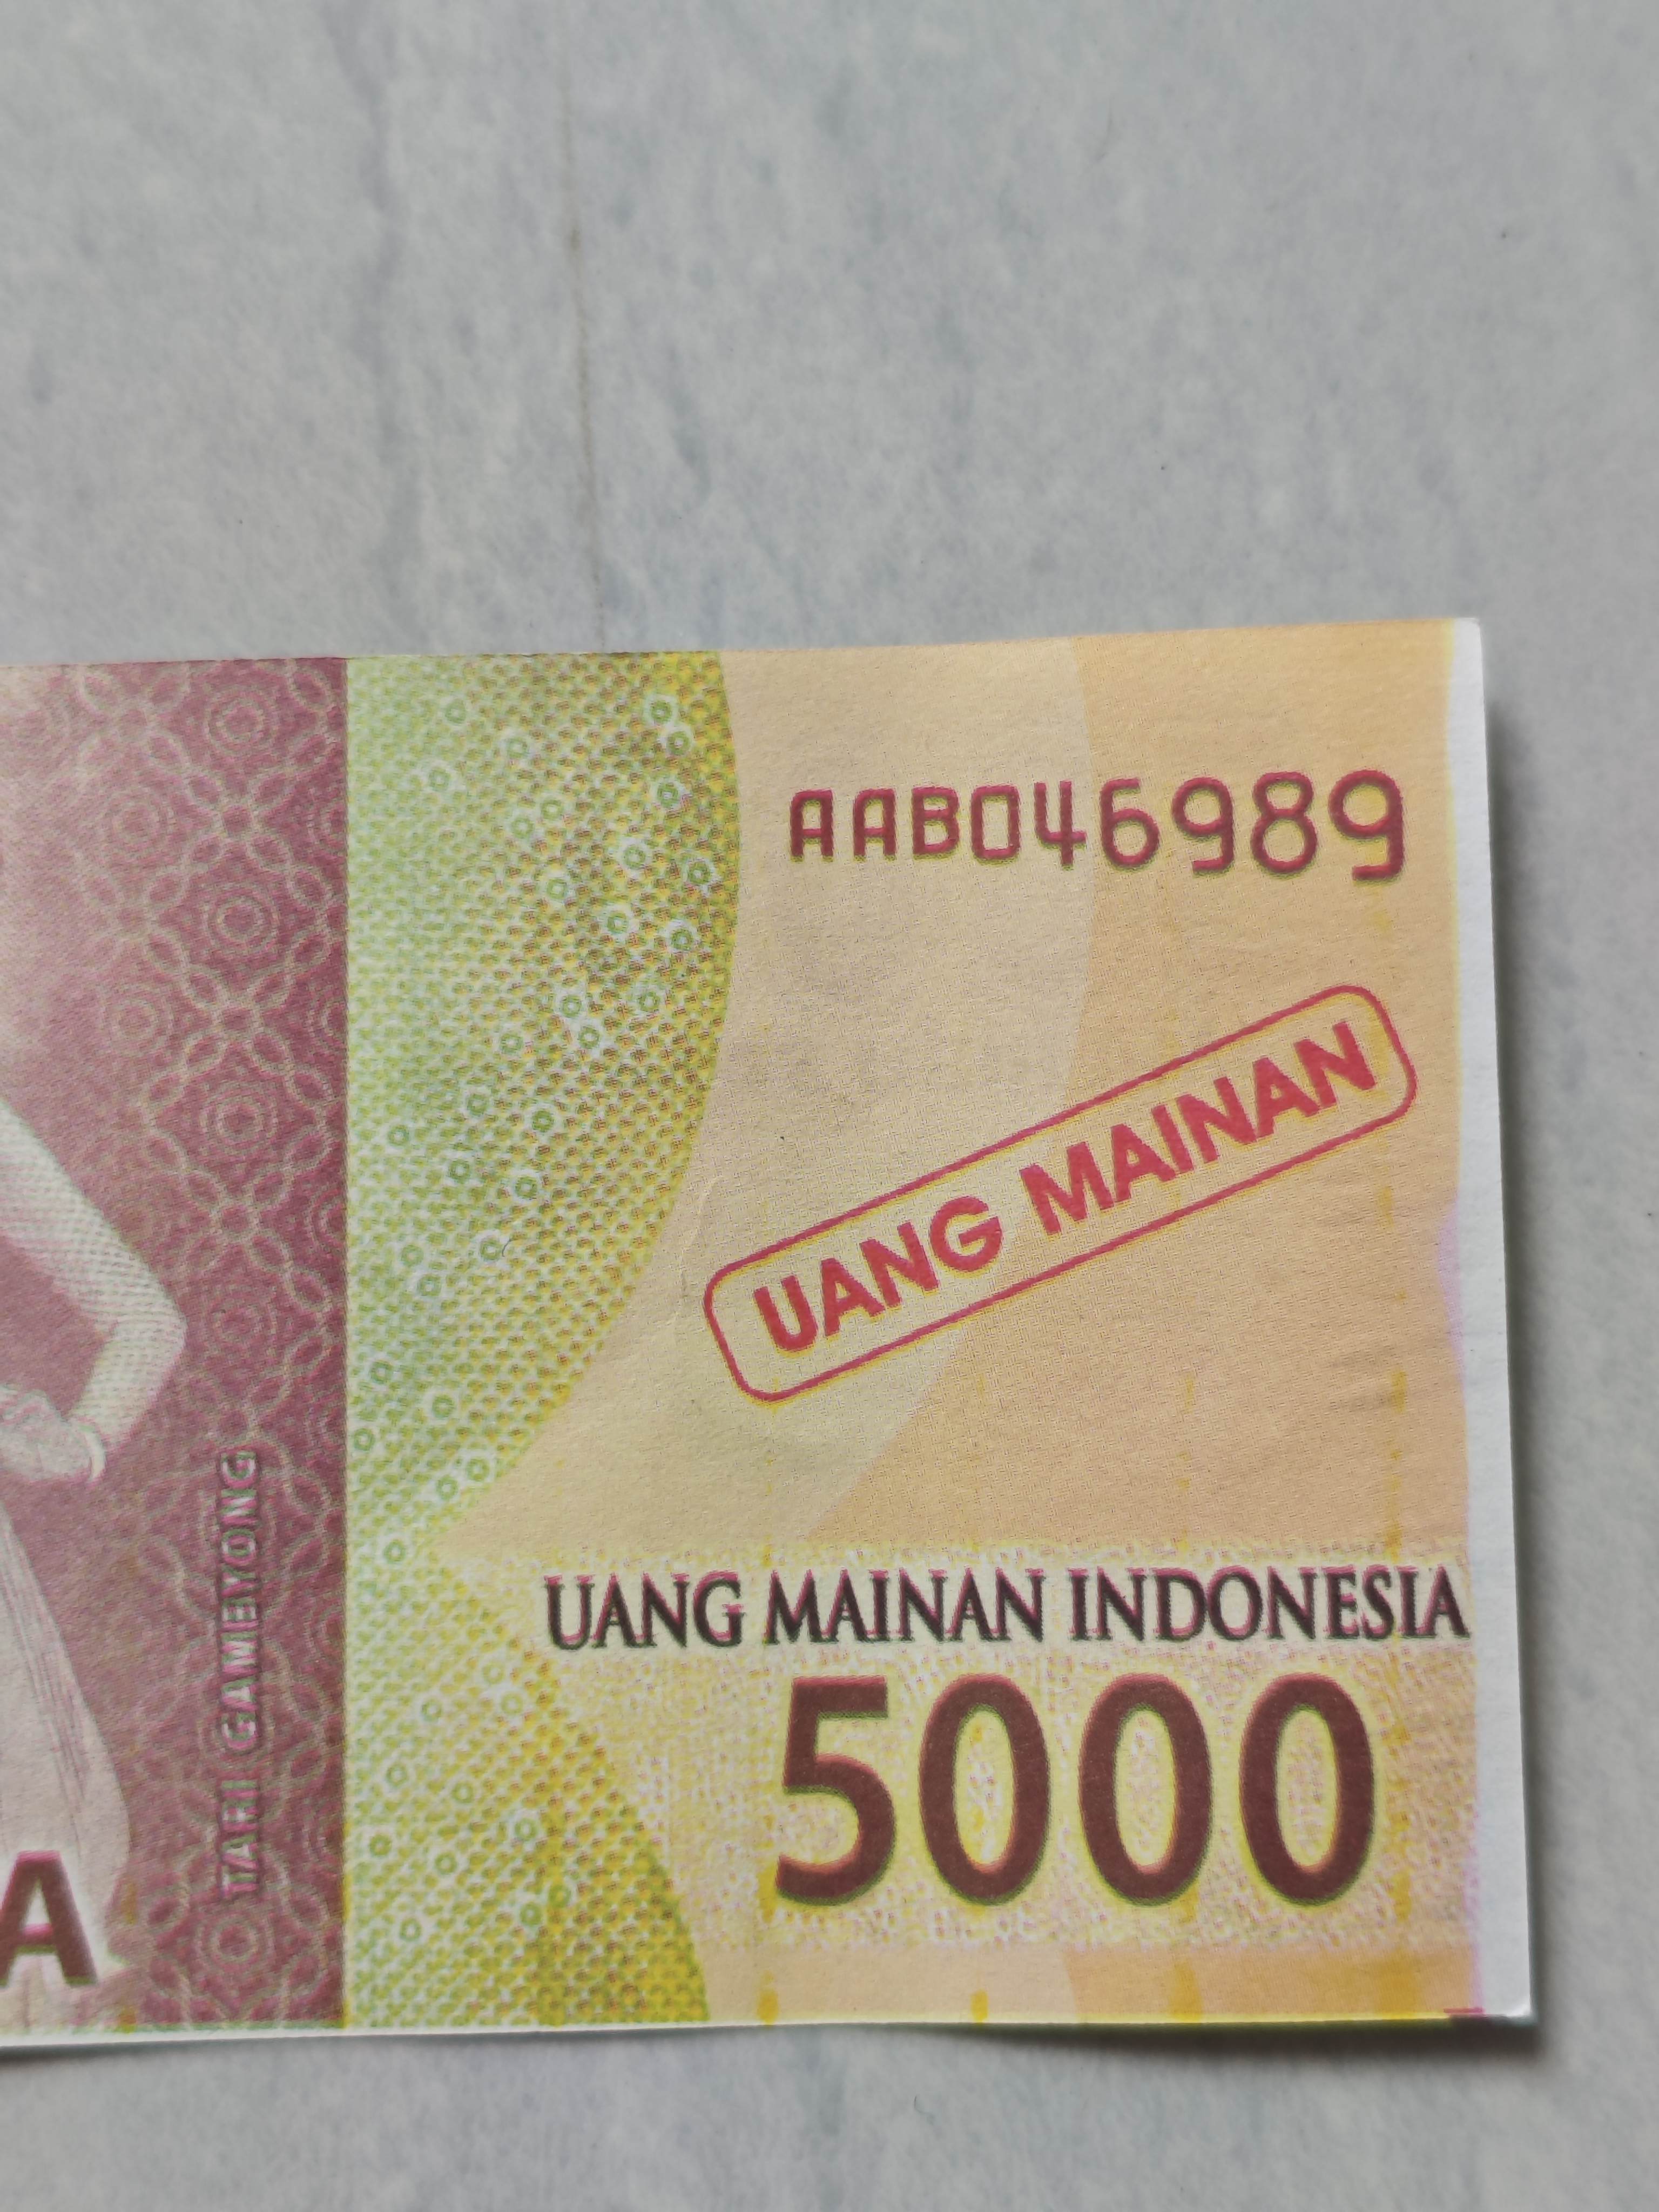 AAB046989
UANG MAINAN
UANG MAINAN INDONESIA
5000
TARI GAMBYONG
A